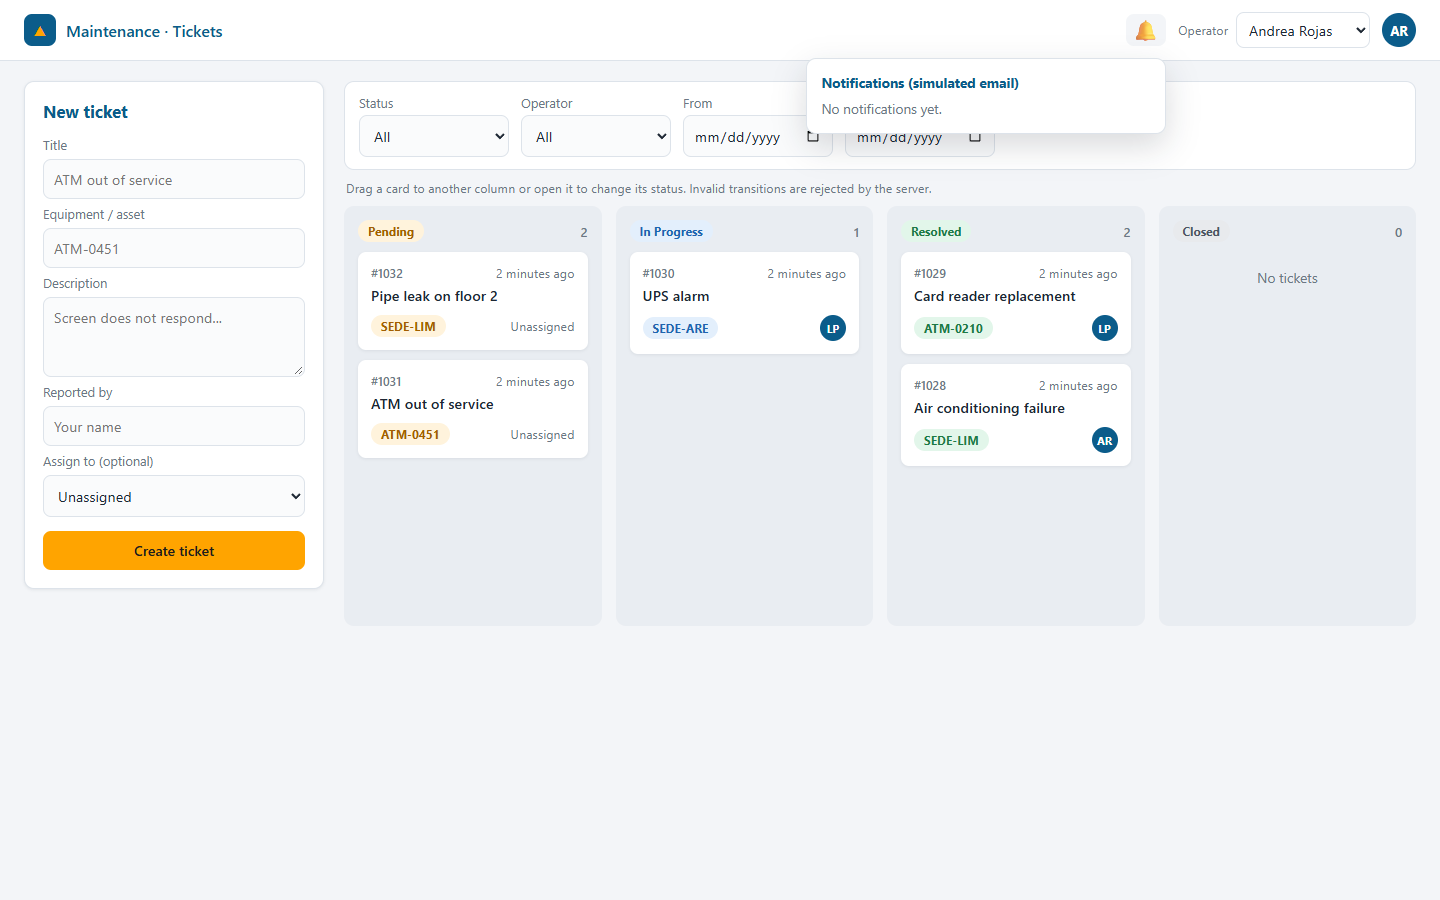 Maintenance · Tickets
Operator
Andrea Rojas
AR
Notifications (simulated email)
No notifications yet.
New ticket
Title
ATM out of service
Equipment / asset
ATM-0451
Description
Screen does not respond...
Reported by
Your name
Assign to (optional)
Unassigned
Create ticket
Status
All
Operator
All
From
mm/dd/yyyy
mm/dd/yyyy
Drag a card to another column or open it to change its status. Invalid transitions are rejected by the server.
Pending
2
#1032
2 minutes ago
Pipe leak on floor 2
SEDE-LIM
Unassigned
#1031
2 minutes ago
ATM out of service
ATM-0451
Unassigned
In Progress
1
#1030
2 minutes ago
UPS alarm
SEDE-ARE
LP
Resolved
2
#1029
2 minutes ago
Card reader replacement
ATM-0210
LP
#1028
2 minutes ago
Air conditioning failure
SEDE-LIM
AR
Closed
0
No tickets